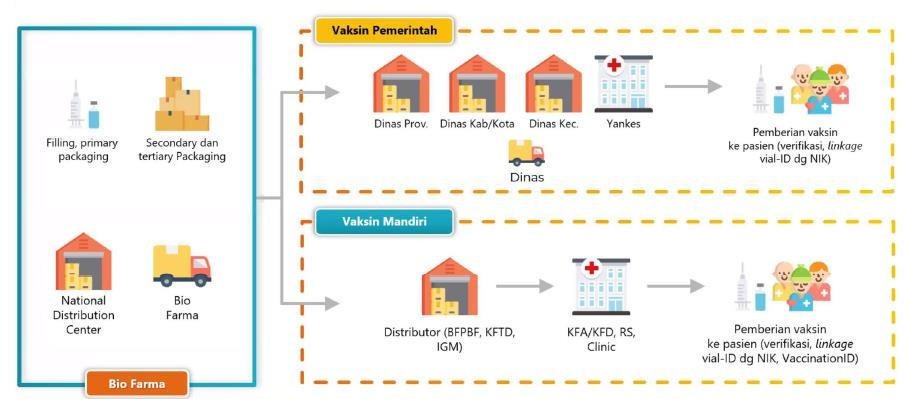 Filling, primary
packaging
Secondary dan
tertiary Packaging
National
Distribution
Center
Bio
Farma
Bio Farma
Vaksin Pemerintah
Dinas Prov.
Dinas Kab/Kota
Dinas Kec.
Yankes
Dinas
Pemberian vaksin
ke pasien (verifikasi, linkage
vial-ID dg NIK)
Vaksin Mandiri
Distributor (BFPBF, KFTD,
IGM)
KFA/KFD, RS,
Clinic
Pemberian vaksin
ke pasien (verifikasi, linkage
vial-ID dg NIK, VaccinationID)